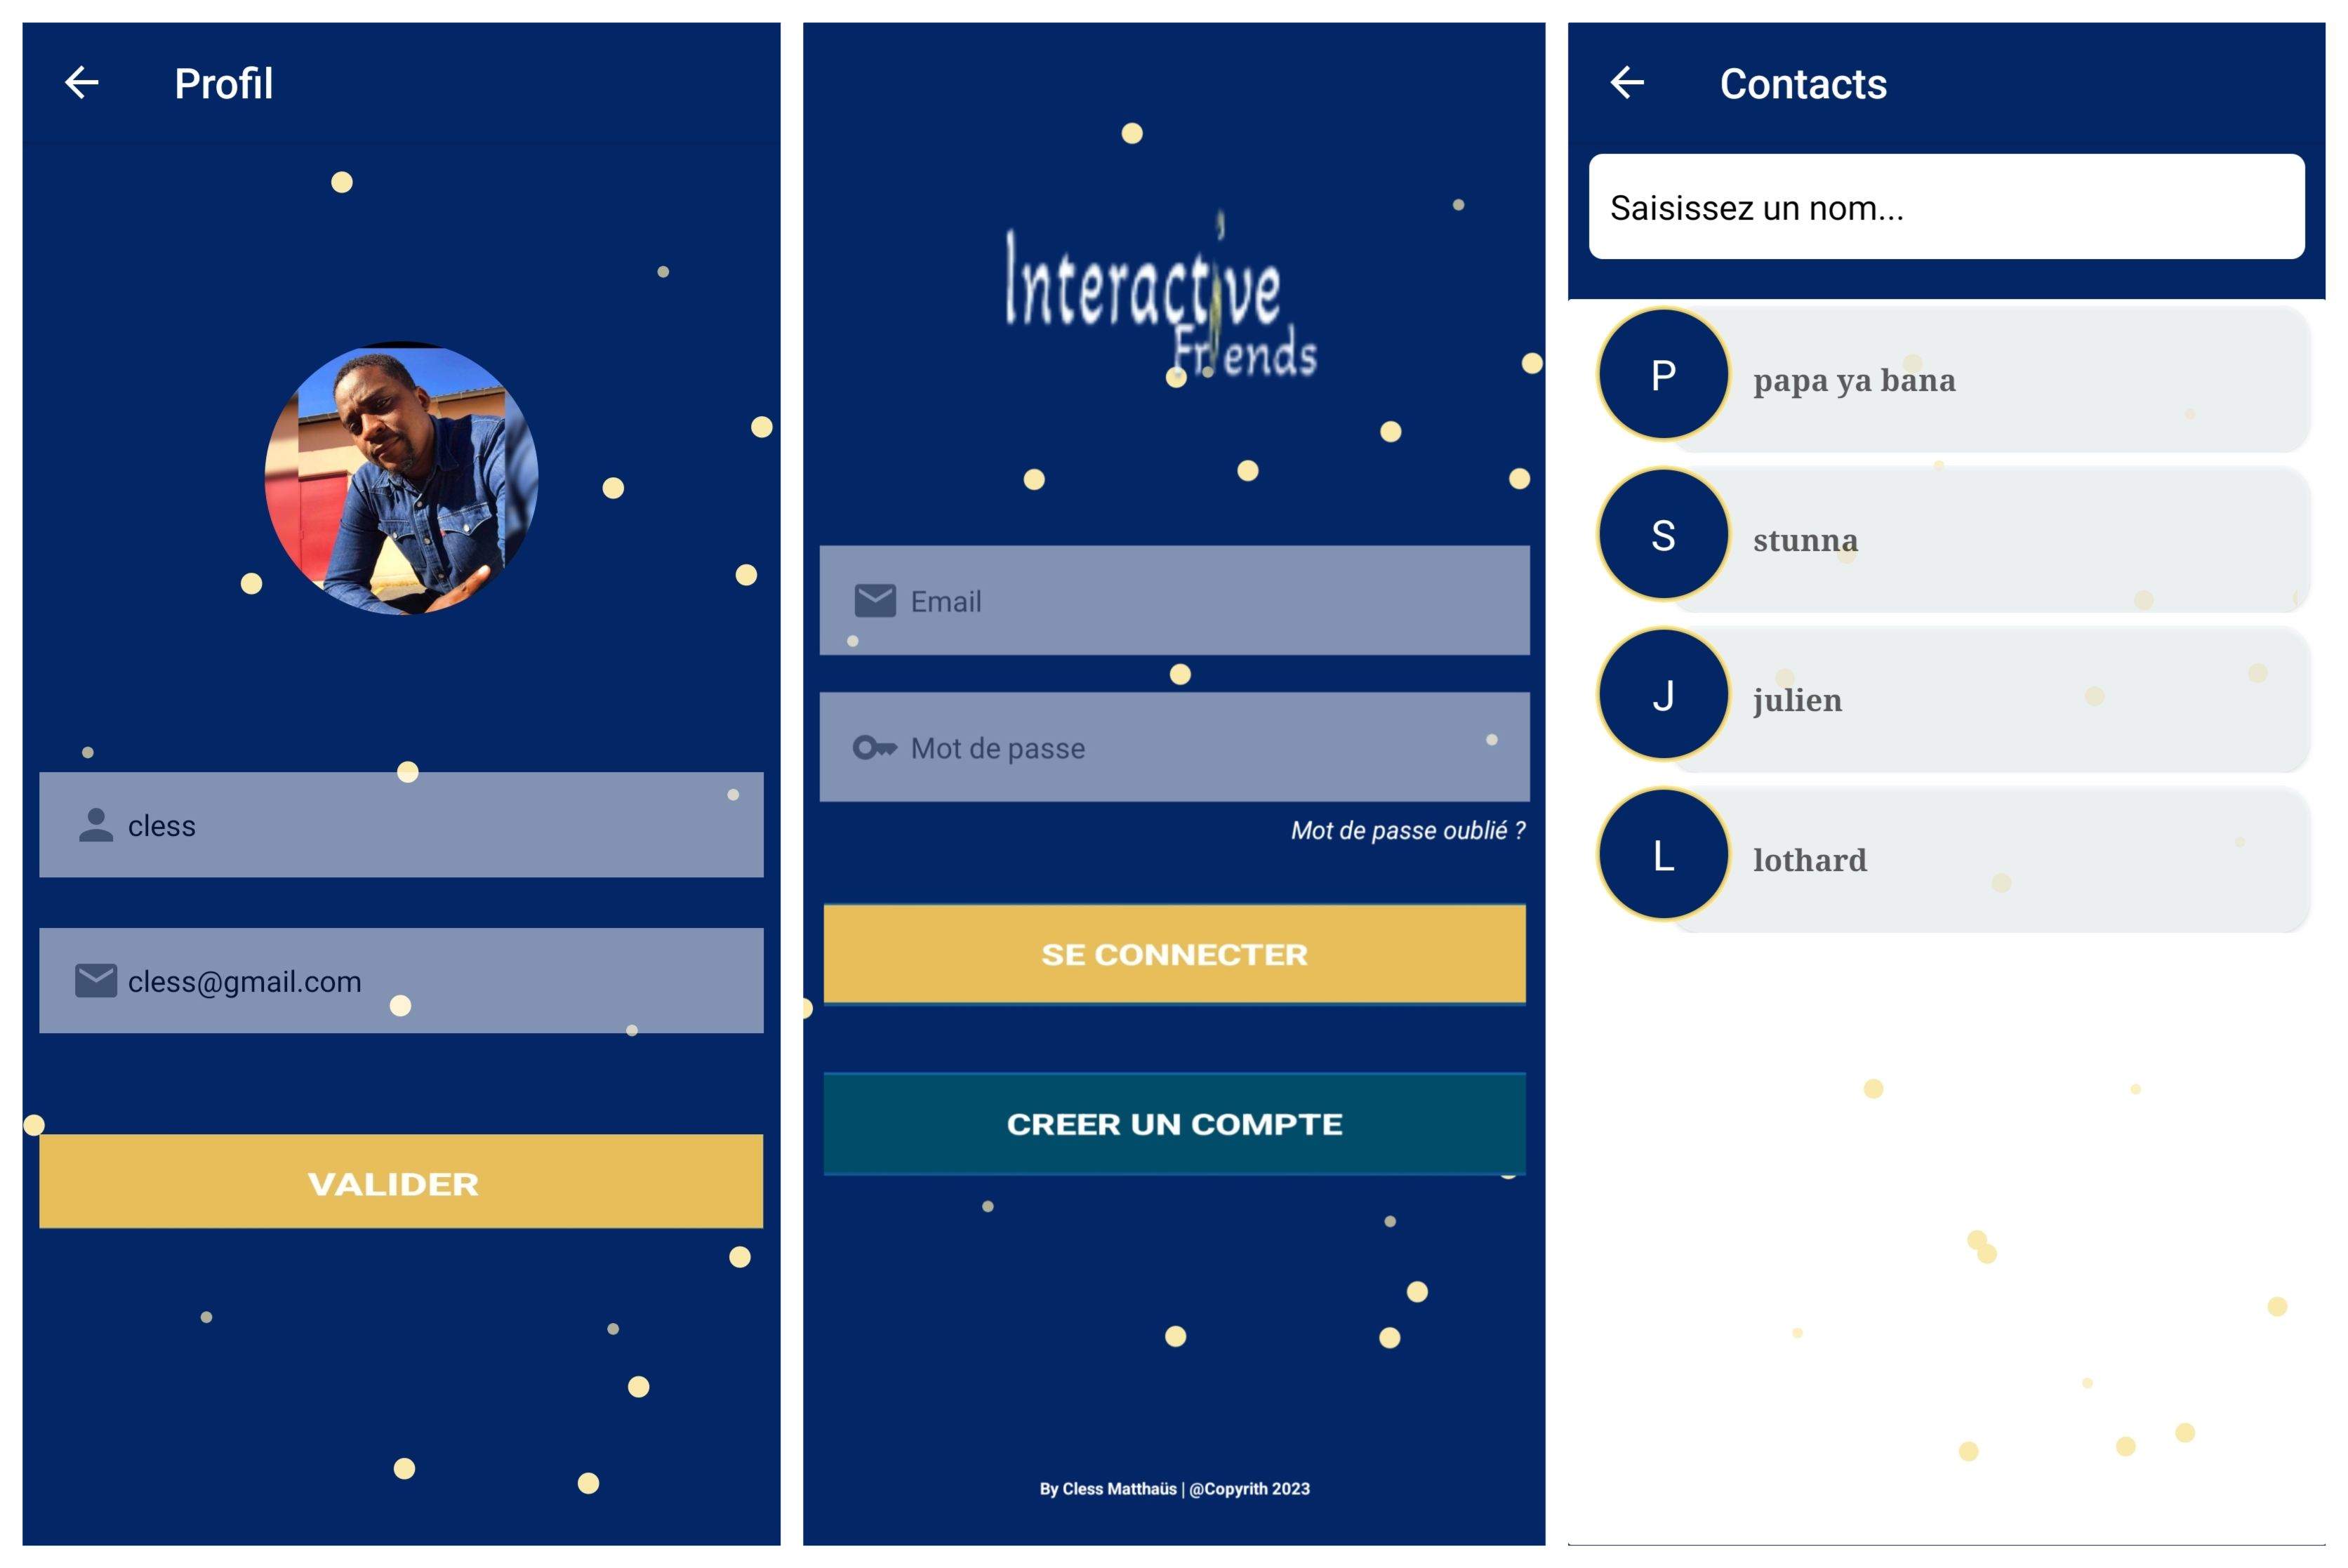 Profil
cless
cless@gmail.com
VALIDER
Interactive
Friends
Email
Mot de passe
Mot de passe oublié ?
SE CONNECTER
CREER UN COMPTE
By Cless Matthaüs | @Copyrith 2023
Contacts
Saisissez un nom...
P
papa ya bana
S
stunna
J
julien
L
lothard